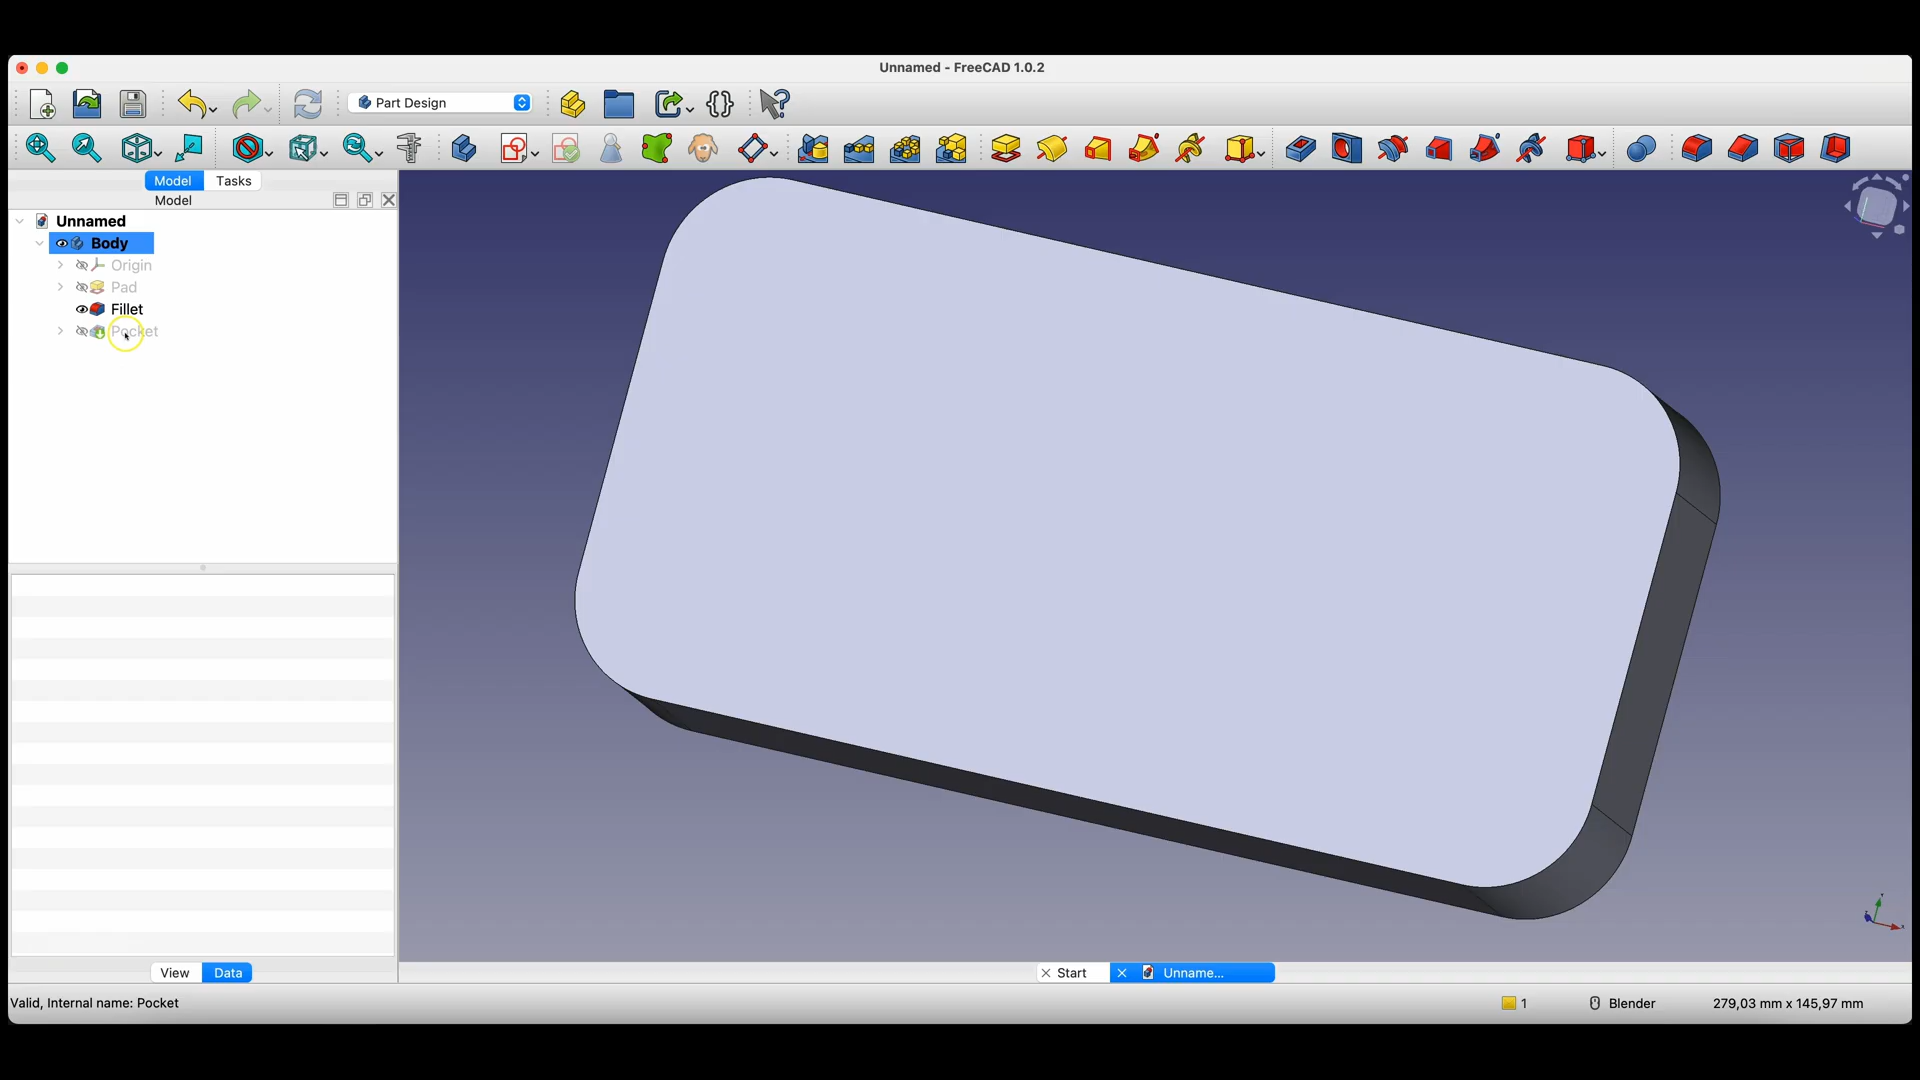 Unnamed - FreeCAD 1.0.2
Part Design
Model Tasks
Model
Unnamed
Body
Origin
Pad
Fillet
Pocket
View Data
Start Unname...
Valid, Internal name: Pocket
1 Blender 279,03 mm x 145,97 mm